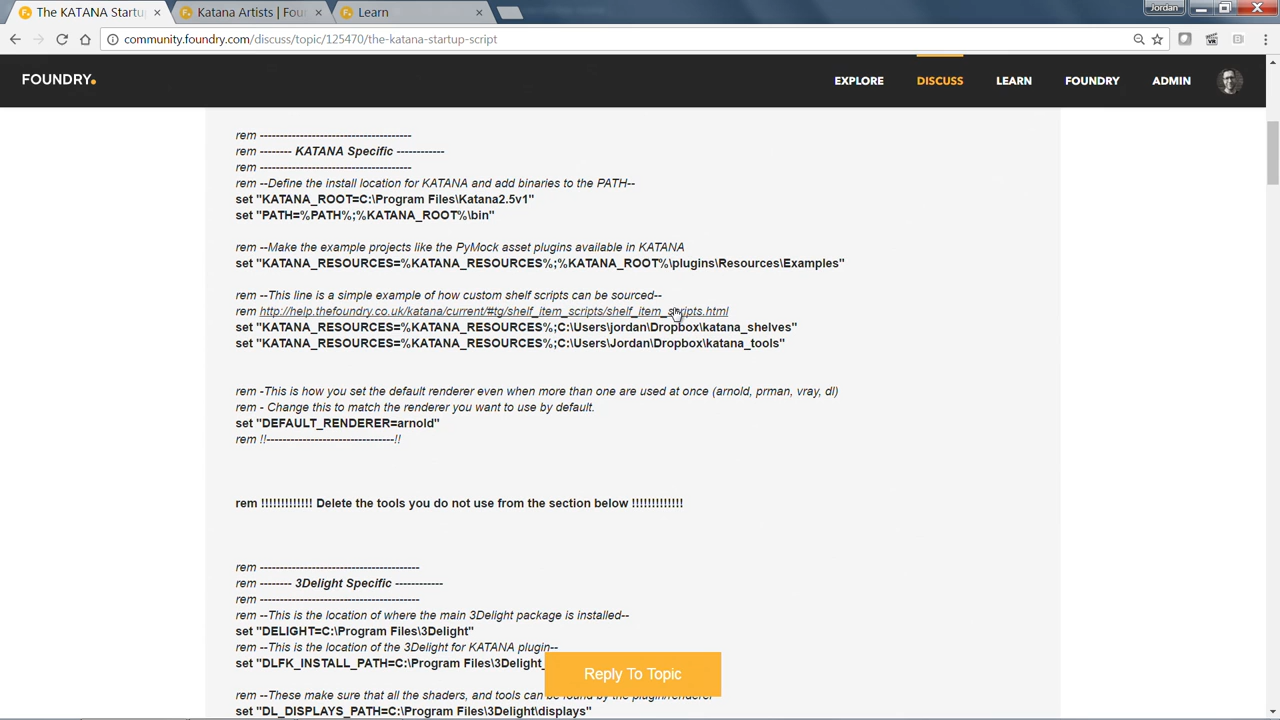 Jordan
The KATANA Startu
Katana Artists | Fou
Learn
community.foundry.com/discuss/topic/125470/the-katana-startup-script
FOUNDRY.
EXPLORE DISCUSS LEARN FOUNDRY ADMIN
rem --------------------------------------
rem -------- KATANA Specific ------------
rem --------------------------------------
rem --Define the install location for KATANA and add binaries to the PATH--
set "KATANA_ROOT=C:\Program Files\Katana2.5v1"
set "PATH=%PATH%;%KATANA_ROOT%\bin"
rem --Make the example projects like the PyMock asset plugins available in KATANA
set "KATANA_RESOURCES=%KATANA_RESOURCES%;%KATANA_ROOT%\plugins\Resources\Examples"
rem --This line is a simple example of how custom shelf scripts can be sourced--
rem http://help.thefoundry.co.uk/katana/current/#tg/shelf_item_scripts/shelf_item_scripts.html
set "KATANA_RESOURCES=%KATANA_RESOURCES%;C:\Users\jordan\Dropbox\katana_shelves"
set "KATANA_RESOURCES=%KATANA_RESOURCES%;C:\Users\Jordan\Dropbox\katana_tools"
rem -This is how you set the default renderer even when more than one are used at once (arnold, prman, vray, dl)
rem - Change this to match the renderer you want to use by default.
set "DEFAULT_RENDERER=arnold"
rem !!--------------------------------!!
rem !!!!!!!!!!!!! Delete the tools you do not use from the section below !!!!!!!!!!!!!
rem ----------------------------------------
rem -------- 3Delight Specific ------------
rem ----------------------------------------
rem --This is the location of where the main 3Delight package is installed--
set "DELIGHT=C:\Program Files\3Delight"
rem --This is the location of the 3Delight for KATANA plugin--
set "DLFK_INSTALL_PATH=C:\Program Files\3Delight_
Reply To Topic
rem --These make sure that all the shaders, and tools can be found by the plugin/renderer
set "DL_DISPLAYS_PATH=C:\Program Files\3Delight\displays"